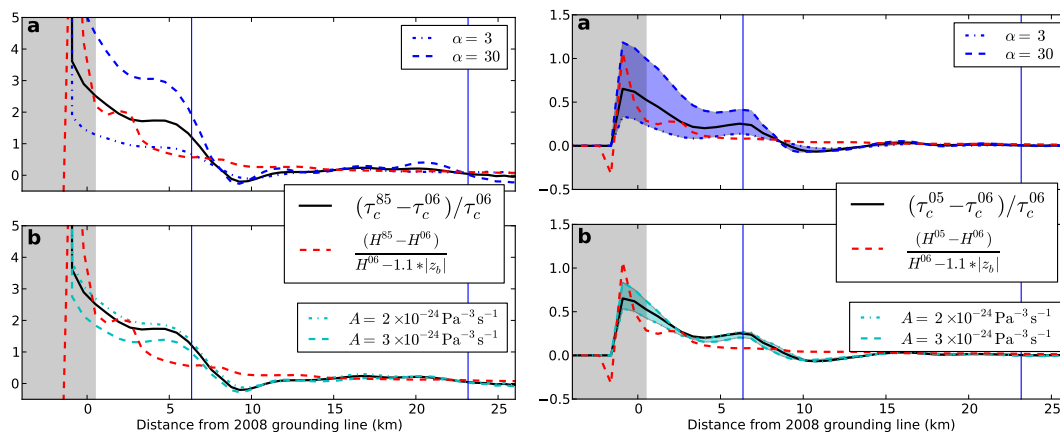 a
5
4
3
2
1
0
α = 3
α = 30
b
5
4
3
2
1
0
(τ_c^85 − τ_c^06)/τ_c^06
(H^85 − H^06)
H^06 − 1.1 ∗ |z_b|
A = 2 × 10^−24 Pa^−3 s^−1
A = 3 × 10^−24 Pa^−3 s^−1
0 5 10 15 20 25
Distance from 2008 grounding line (km)
a
1.5
1.0
0.5
0.0
−0.5
α = 3
α = 30
b
1.5
1.0
0.5
0.0
−0.5
(τ_c^05 − τ_c^06)/τ_c^06
(H^05 − H^06)
H^06 − 1.1 ∗ |z_b|
A = 2 × 10^−24 Pa^−3 s^−1
A = 3 × 10^−24 Pa^−3 s^−1
0 5 10 15 20 25
Distance from 2008 grounding line (km)